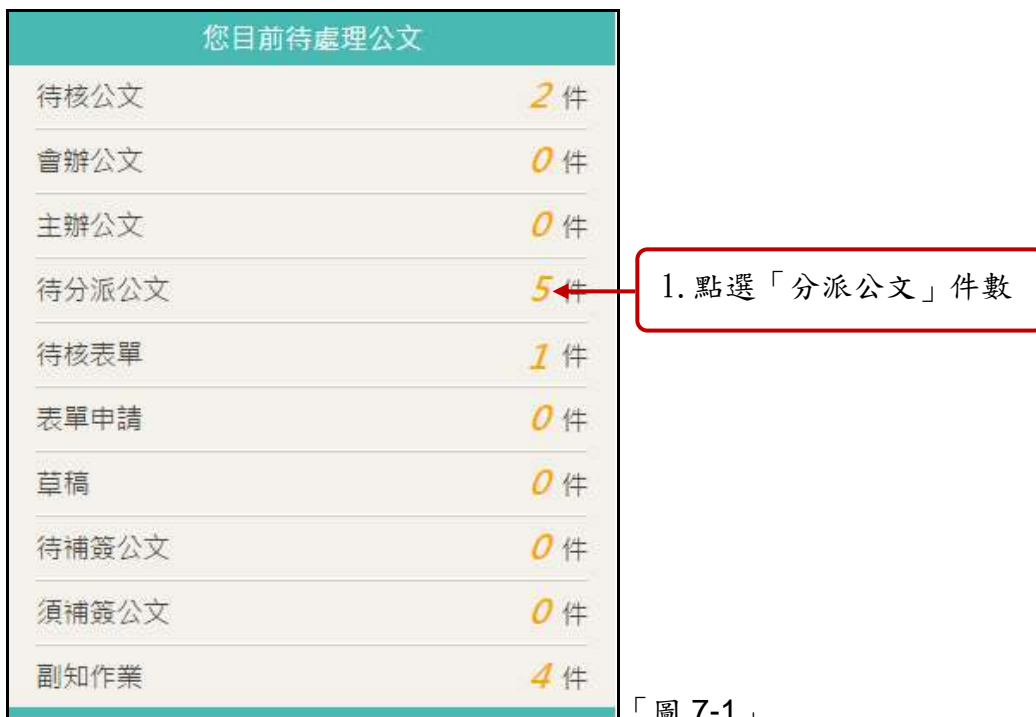 您目前待處理公文
待核公文 2 件
會辦公文 0 件
主辦公文 0 件
待分派公文 5 件
1.點選「分派公文」件數
待核表單 1 件
表單申請 0 件
草稿 0 件
待補簽公文 0 件
須補簽公文 0 件
副知作業 4 件
「圖 7-1」